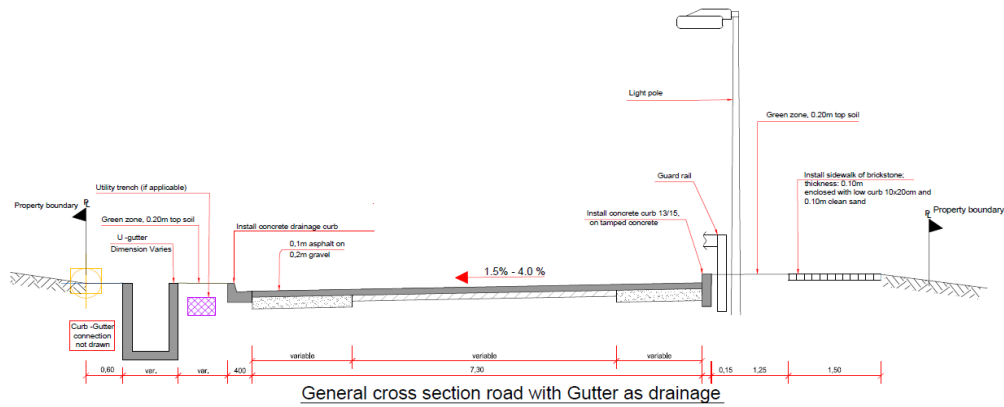 Light pole
Green zone, 0.20m top soil
Guard rail
Install sidewalk of brickstone;
thickness: 0.10m
enclosed with low curb 10x20cm and
0.10m clean sand
Utility trench (if applicable)
PL
Property boundary
PL
Property boundary
Green zone, 0.20m top soil
Install concrete curb 13/15,
on tamped concrete
Install concrete drainage curb
U -gutter
Dimension Varies
0,1m asphalt on
0,2m gravel
1.5% - 4.0 %
Curb -Gutter
connection
not drawn
variable
variable
variable
0,60
var.
var.
400
7,30
0,15
1,25
1,50
General cross section road with Gutter as drainage